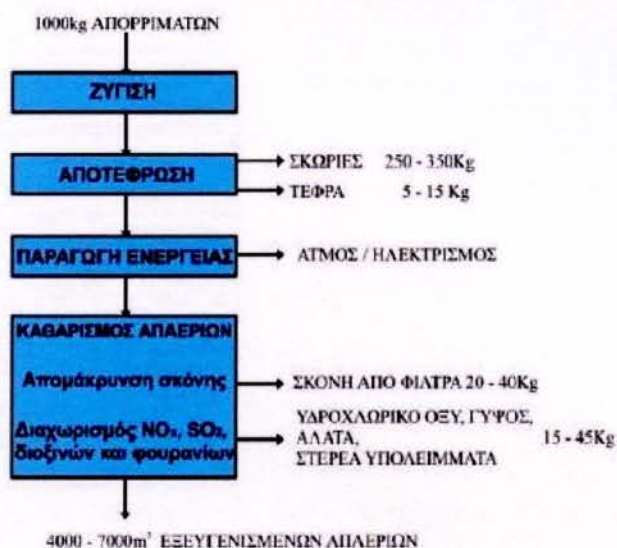 1000kg ΑΠΟΡΡΙΜΑΤΩΝ
ΖΥΓΙΣΗ
ΑΠΟΤΕΦΡΩΣΗ
ΣΚΩΡΙΕΣ 250 - 350Kg
ΤΕΦΡΑ 5 - 15 Kg
ΠΑΡΑΓΩΓΗ ΕΝΕΡΓΕΙΑΣ
ΑΤΜΟΣ / ΗΛΕΚΤΡΙΣΜΟΣ
ΚΑΘΑΡΙΣΜΟΣ ΑΠΑΕΡΙΩΝ
Απομάκρυνση σκόνης
ΣΚΟΝΗ ΑΠΟ ΦΙΛΤΡΑ 20 - 40Kg
Διαχωρισμός NOₓ, SO₂,
διοξινών και φουρανίων
ΥΔΡΟΧΛΩΡΙΚΟ ΟΞΥ, ΓΥΨΟΣ,
ΑΛΑΤΑ, 15 - 45Kg
ΣΤΕΡΕΑ ΥΠΟΛΕΙΜΜΑΤΑ
4000 - 7000m³ ΕΞΕΥΓΕΝΙΣΜΕΝΩΝ ΑΠΑΕΡΙΩΝ